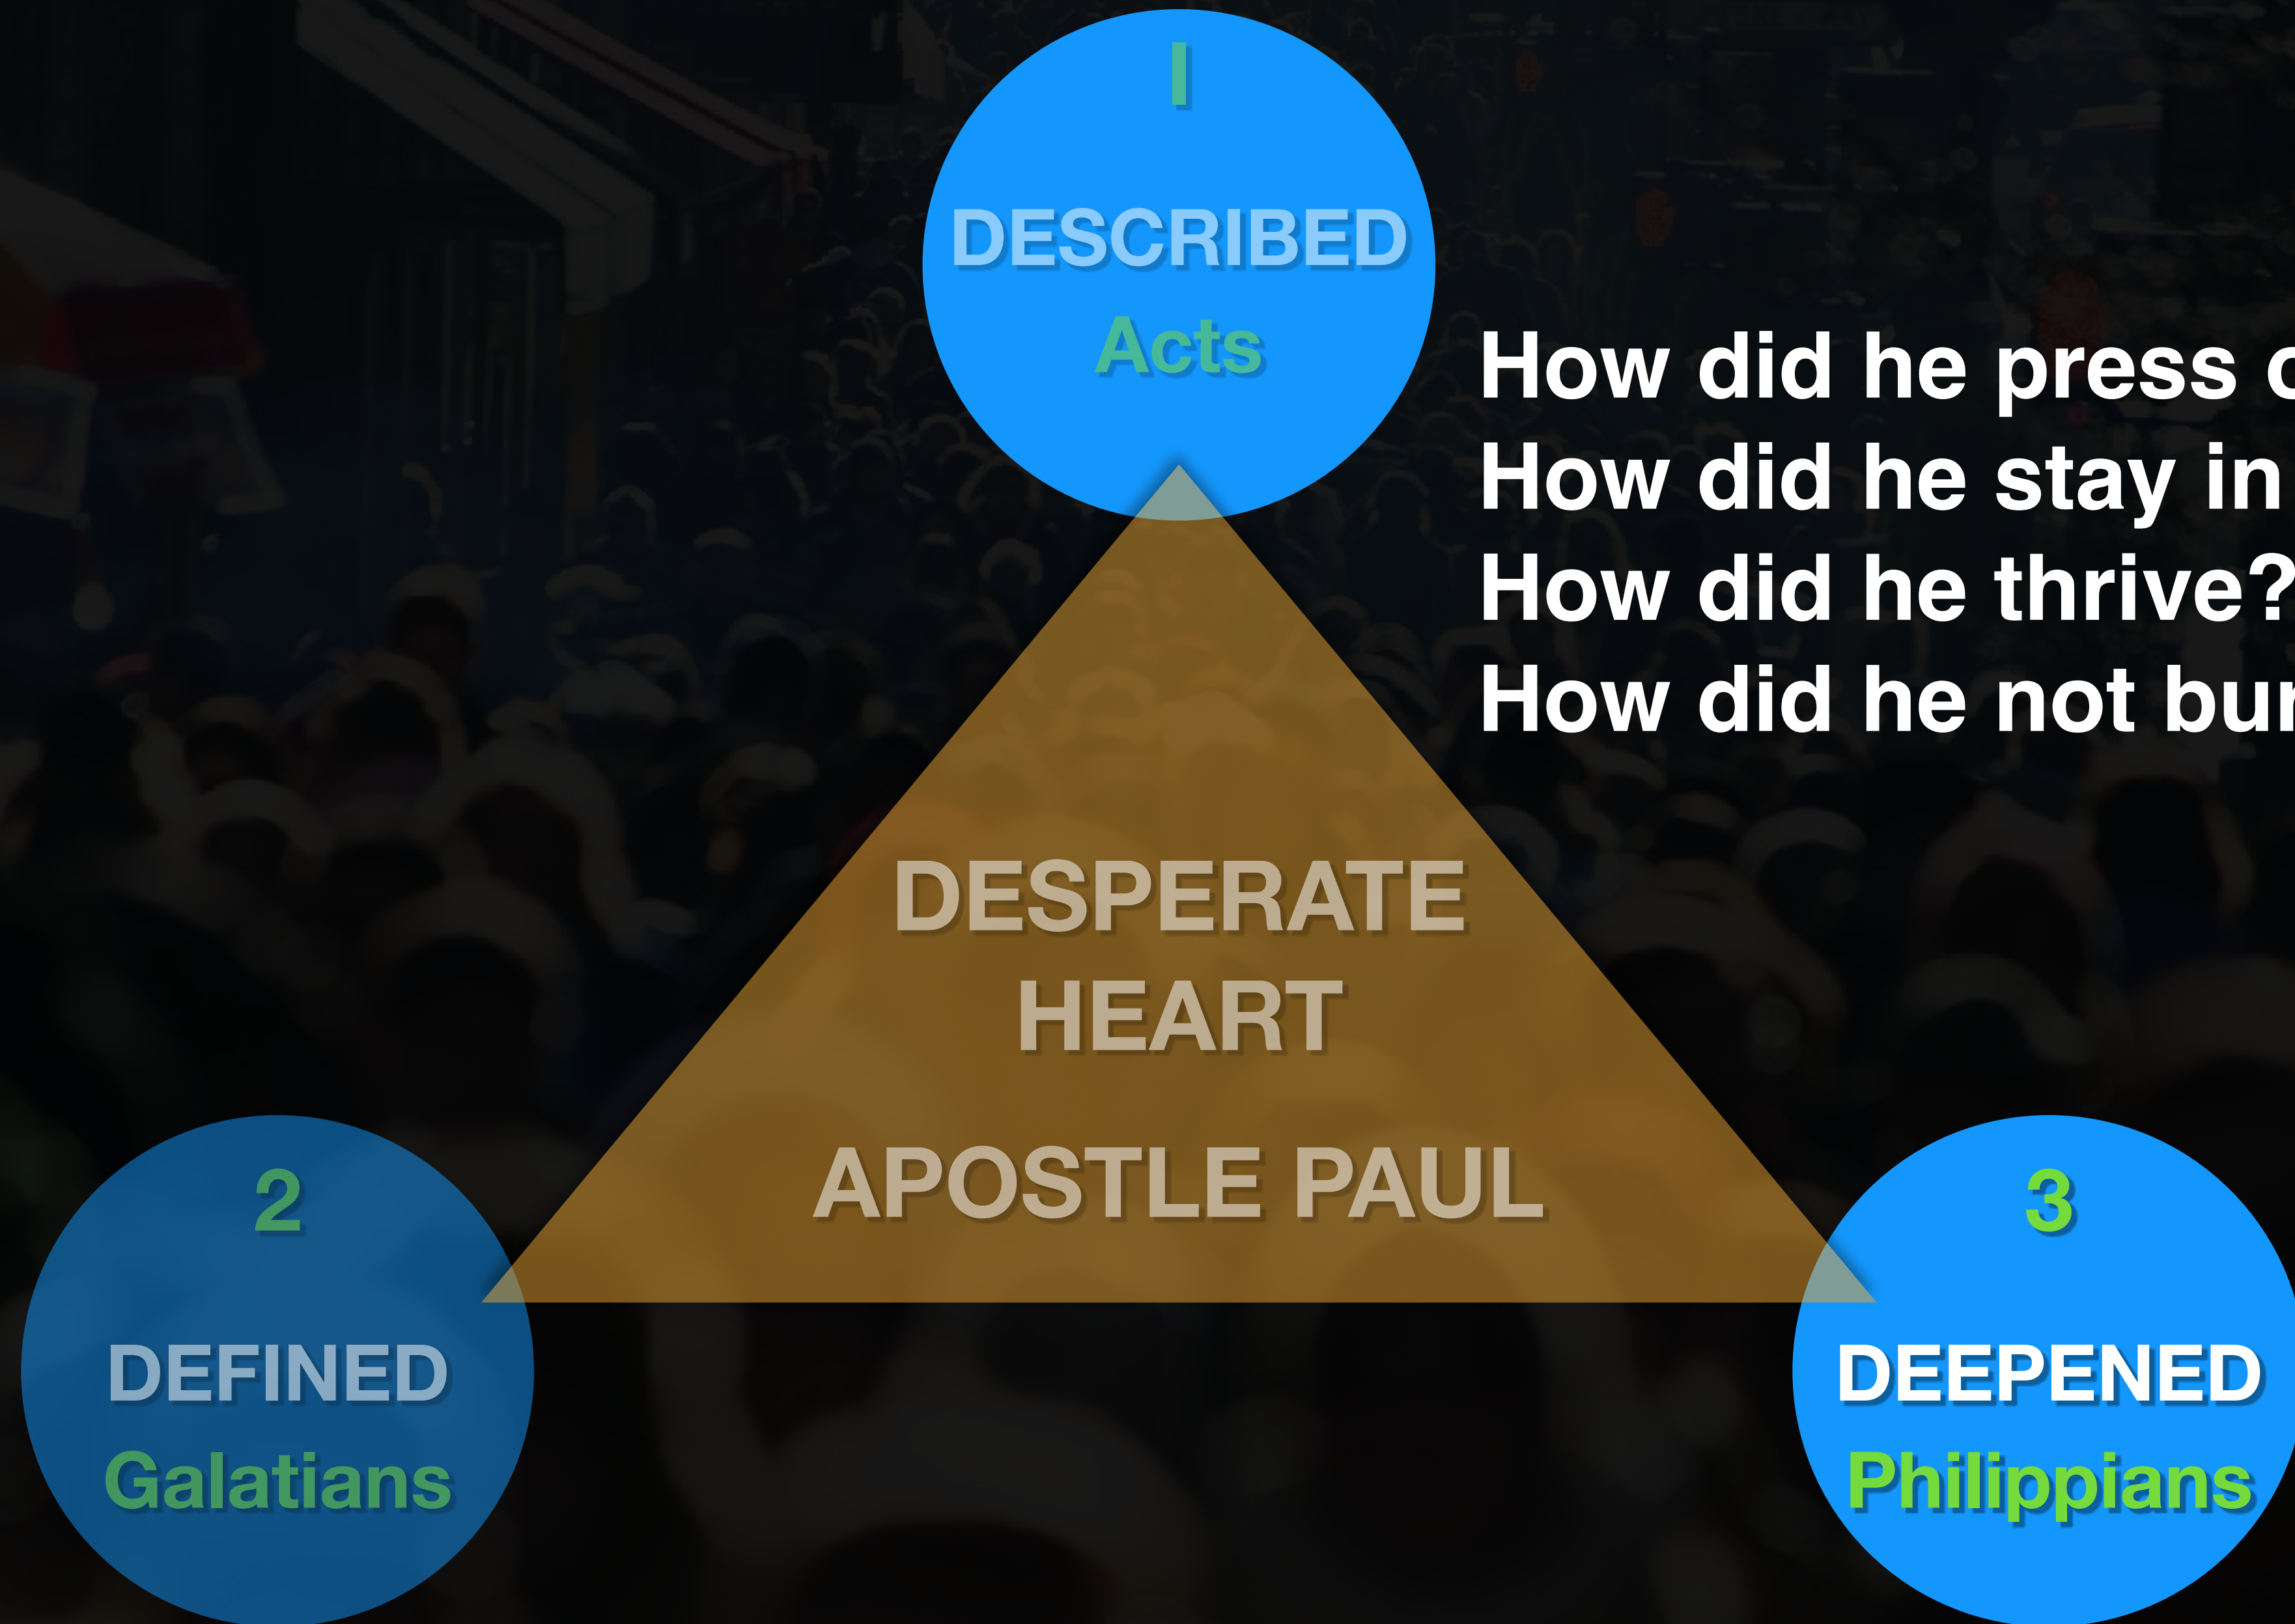 1
DESCRIBED
Acts
How did he press
How did he stay in
How did he thrive?
How did he not
DESPERATE
HEART
APOSTLE PAUL
2
DEFINED
Galatians
3
DEEPENED
Philippians